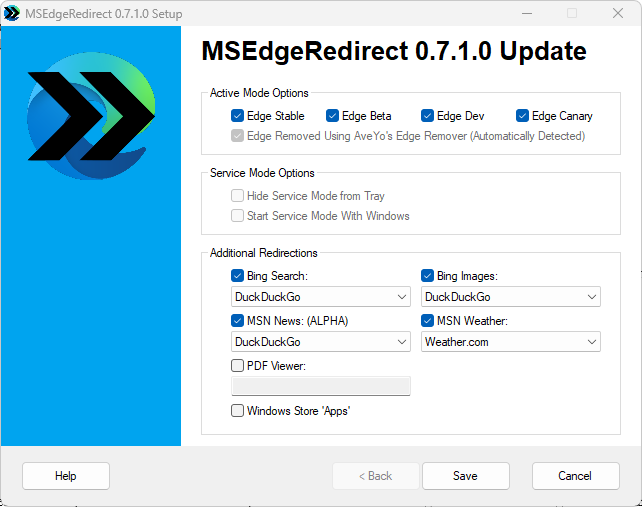 MSEdgeRedirect 0.7.1.0 Setup
MSEdgeRedirect 0.7.1.0 Update
Active Mode Options
Edge Stable Edge Beta Edge Dev Edge Canary
Edge Removed Using AveYo's Edge Remover (Automatically Detected)
Service Mode Options
Hide Service Mode from Tray
Start Service Mode With Windows
Additional Redirections
Bing Search: Bing Images:
DuckDuckGo DuckDuckGo
MSN News: (ALPHA) MSN Weather:
DuckDuckGo Weather.com
PDF Viewer:
Windows Store 'Apps'
Help < Back Save Cancel